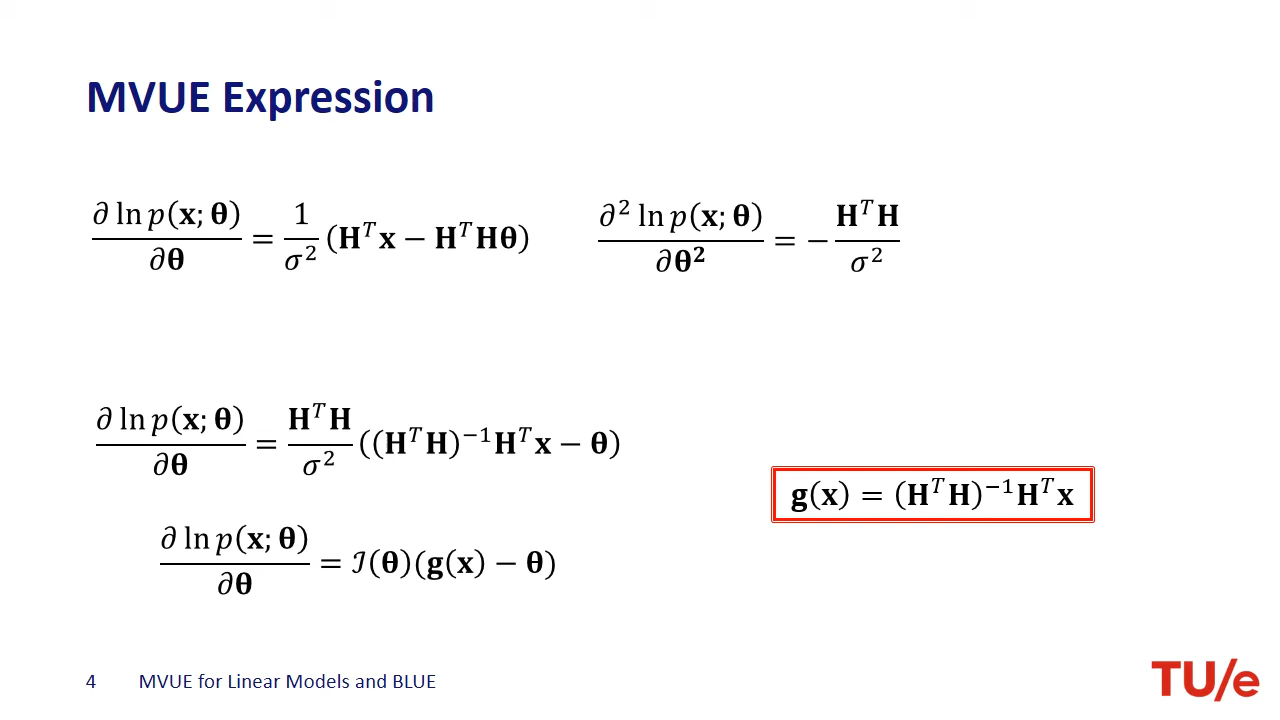 MVUE Expression
∂ ln 𝑝(𝐱; 𝛉) / ∂𝛉 = 1/𝜎² (𝐇ᵀ𝐱 − 𝐇ᵀ𝐇𝛉)
∂² ln 𝑝(𝐱; 𝛉) / ∂𝛉² = − 𝐇ᵀ𝐇 / 𝜎²
∂ ln 𝑝(𝐱; 𝛉) / ∂𝛉 = 𝐇ᵀ𝐇/𝜎² ((𝐇ᵀ𝐇)⁻¹𝐇ᵀ𝐱 − 𝛉)
𝐠(𝐱) = (𝐇ᵀ𝐇)⁻¹𝐇ᵀ𝐱
∂ ln 𝑝(𝐱; 𝛉) / ∂𝛉 = ℐ(𝛉)(𝐠(𝐱) − 𝛉)
4 MVUE for Linear Models and BLUE
TU/e